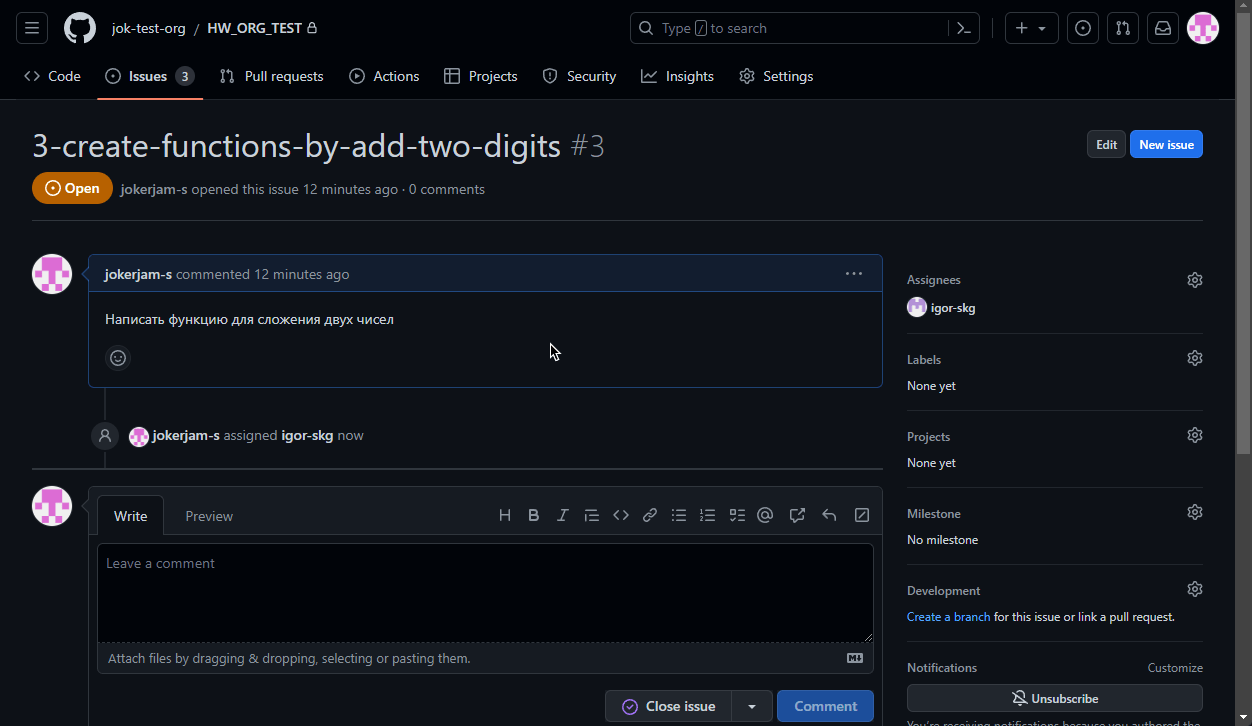 jok-test-org / HW_ORG_TEST
Type / to search
Code
Issues 3
Pull requests
Actions
Projects
Security
Insights
Settings
3-create-functions-by-add-two-digits #3
Edit
New issue
Open
jokerjam-s opened this issue 12 minutes ago · 0 comments
jokerjam-s commented 12 minutes ago
Написать функцию для сложения двух чисел
jokerjam-s assigned igor-skg now
Write
Preview
Leave a comment
Attach files by dragging & dropping, selecting or pasting them.
Close issue
Comment
Assignees
igor-skg
Labels
None yet
Projects
None yet
Milestone
No milestone
Development
Create a branch for this issue or link a pull request.
Notifications
Customize
Unsubscribe
You're receiving notifications because you authored the